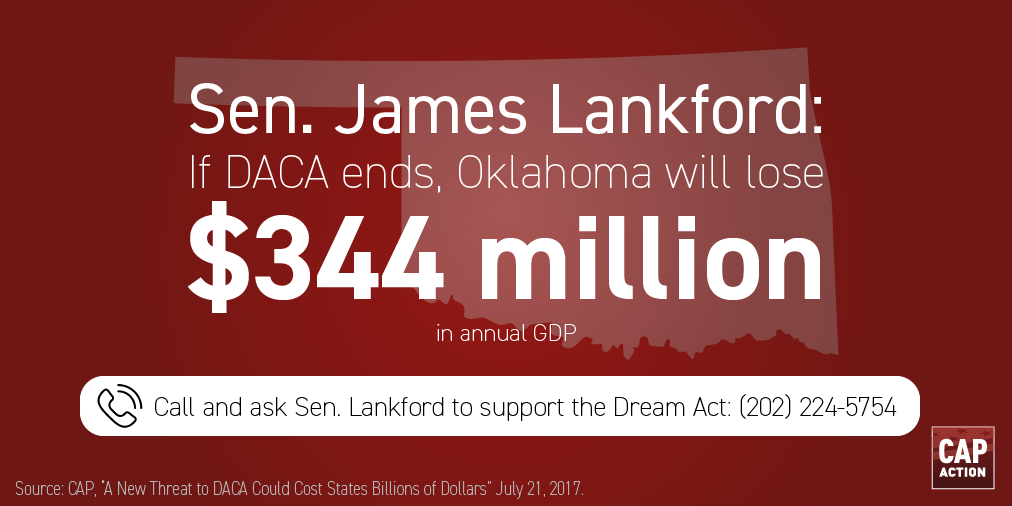 Sen. James Lankford:
If DACA ends, Oklahoma will lose
$344 million
in annual GDP
Call and ask Sen. Lankford to support the Dream Act: (202) 224-5754
CAP
ACTION
Source: CAP, "A New Threat to DACA Could Cost States Billions of Dollars" July 21, 2017.